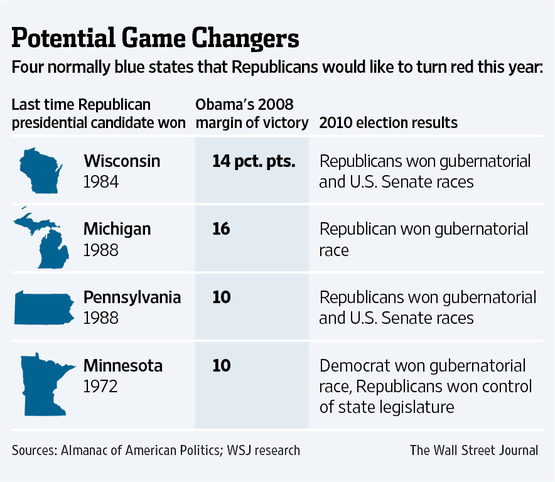 Potential Game Changers
Four normally blue states that Republicans would like to turn red this year:
Last time Republican
presidential candidate won
Obama's 2008
margin of victory
2010 election results
Wisconsin
1984
14 pct. pts.
Republicans won gubernatorial
and U.S. Senate races
Michigan
1988
16
Republican won gubernatorial
race
Pennsylvania
1988
10
Republicans won gubernatorial
and U.S. Senate races
Minnesota
1972
10
Democrat won gubernatorial
race, Republicans won control
of state legislature
Sources: Almanac of American Politics; WSJ research
The Wall Street Journal